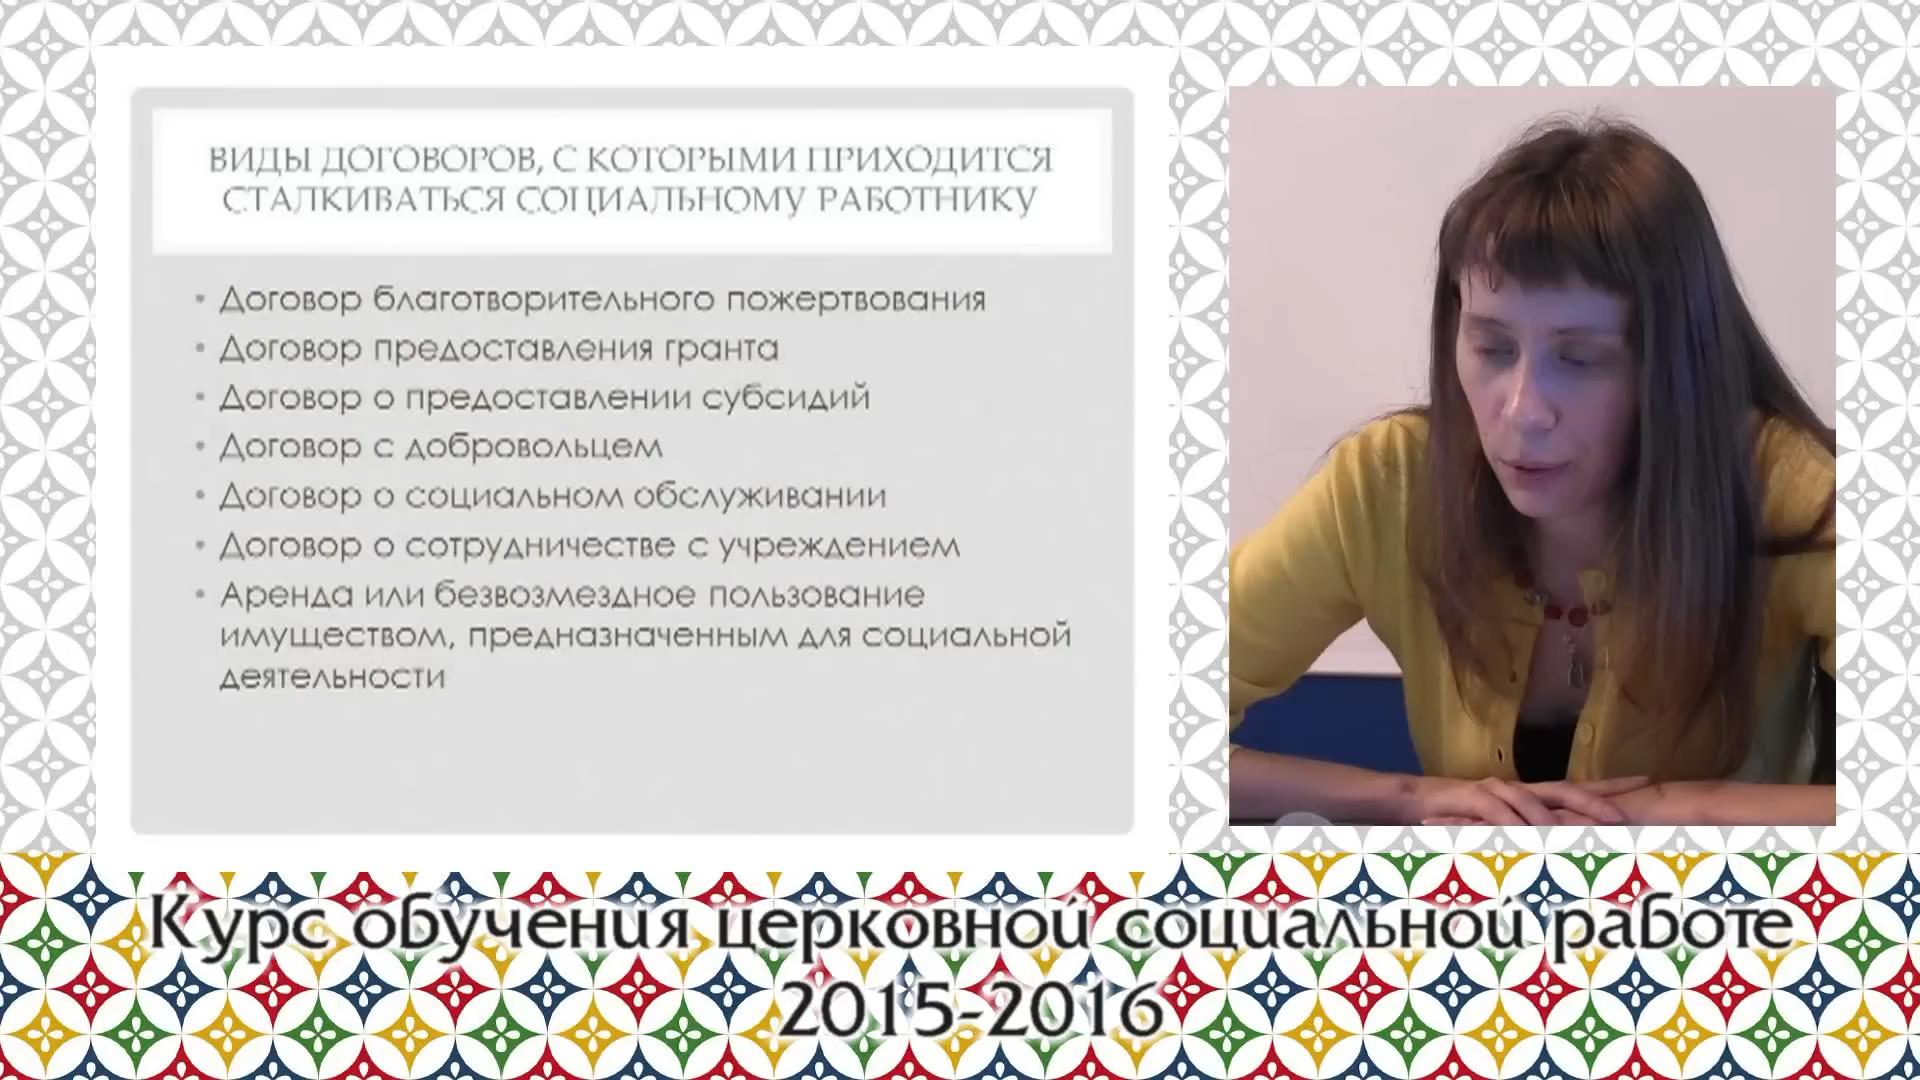 ВИДЫ ДОГОВОРОВ, С КОТОРЫМИ ПРИХОДИТСЯ
СТАЛКИВАТЬСЯ СОЦИАЛЬНОМУ РАБОТНИКУ
• Договор благотворительного пожертвования
• Договор предоставления гранта
• Договор о предоставлении субсидий
• Договор с добровольцем
• Договор о социальном обслуживании
• Договор о сотрудничестве с учреждением
• Аренда или безвозмездное пользование
имуществом, предназначенным для социальной
деятельности
Курс обучения церковной социальной работе
2015-2016